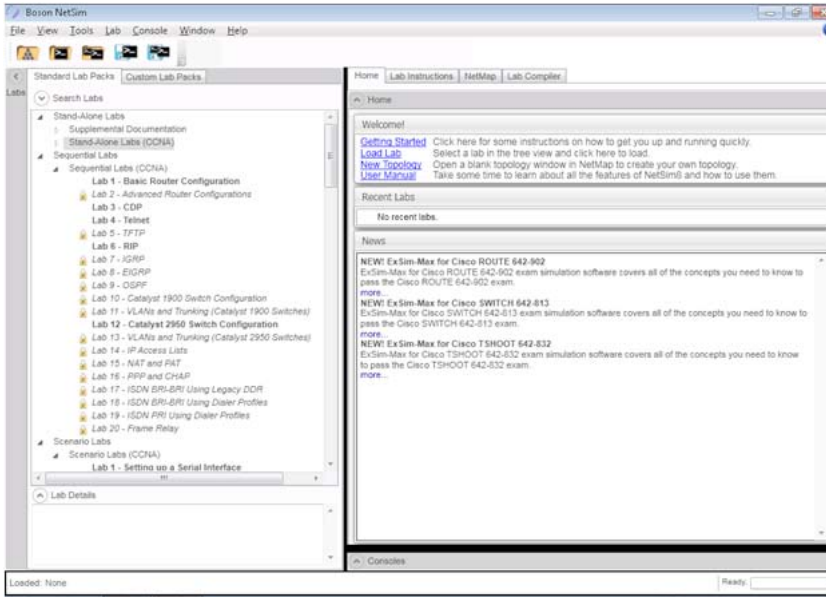 Boson NetSim
File View Tools Lab Console Window Help
Labs
Standard Lab Packs Custom Lab Packs
Search Labs
Stand-Alone Labs
Supplemental Documentation
Stand-Alone Labs (CCNA)
Sequential Labs
Sequential Labs (CCNA)
Lab 1 - Basic Router Configuration
Lab 2 - Advanced Router Configurations
Lab 3 - CDP
Lab 4 - Telnet
Lab 5 - TFTP
Lab 6 - RIP
Lab 7 - IGRP
Lab 8 - EIGRP
Lab 9 - OSPF
Lab 10 - Catalyst 1900 Switch Configuration
Lab 11 - VLANs and Trunking (Catalyst 1900 Switches)
Lab 12 - Catalyst 2950 Switch Configuration
Lab 13 - VLANs and Trunking (Catalyst 2950 Switches)
Lab 14 - IP Access Lists
Lab 15 - NAT and PAT
Lab 16 - PPP and CHAP
Lab 17 - ISDN BRI-BRI Using Legacy DDR
Lab 18 - ISDN BRI-BRI Using Dialer Profiles
Lab 19 - ISDN PRI Using Dialer Profiles
Lab 20 - Frame Relay
Scenario Labs
Scenario Labs (CCNA)
Lab 1 - Setting up a Serial Interface
Lab Details
Home Lab Instructions NetMap Lab Compiler
Home
Welcome!
Getting Started Click here for some instructions on how to get you up and running quickly.
Load Lab Select a lab in the tree view and click here to load.
New Topology Open a blank topology window in NetMap to create your own topology.
User Manual Take some time to learn about all the features of NetSim8 and how to use them.
Recent Labs
No recent labs.
News
NEW! ExSim-Max for Cisco ROUTE 642-902
ExSim-Max for Cisco ROUTE 642-902 exam simulation software covers all of the concepts you need to know to
pass the Cisco ROUTE 642-902 exam.
more...
NEW! ExSim-Max for Cisco SWITCH 642-813
ExSim-Max for Cisco SWITCH 642-813 exam simulation software covers all of the concepts you need to know to
pass the Cisco SWITCH 642-813 exam.
more...
NEW! ExSim-Max for Cisco TSHOOT 642-832
ExSim-Max for Cisco TSHOOT 642-832 exam simulation software covers all of the concepts you need to know
to pass the Cisco TSHOOT 642-832 exam.
more...
Consoles
Loaded: None
Ready.